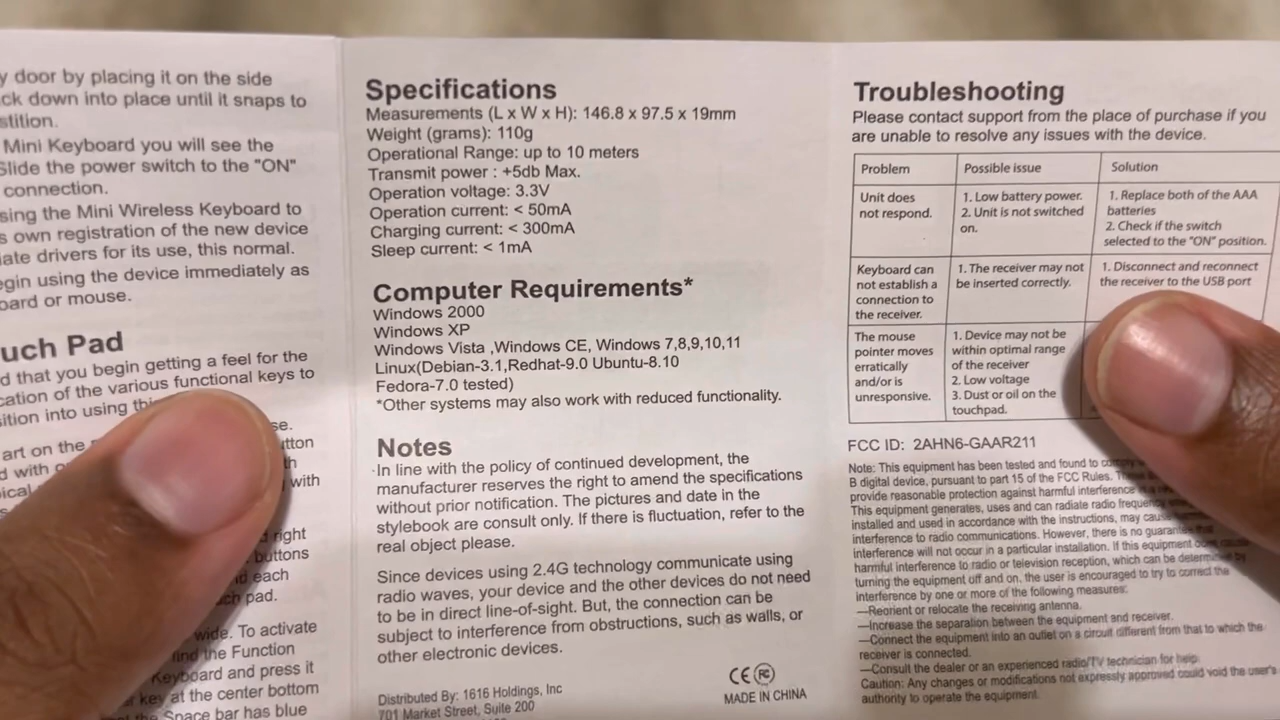 y door by placing it on the side
ck down into place until it snaps to
stition.
Mini Keyboard you will see the
Slide the power switch to the "ON"
connection.
sing the Mini Wireless Keyboard to
s own registration of the new device
iate drivers for its use, this normal.
egin using the device immediately as
oard or mouse.
uch Pad
d that you begin getting a feel for the
cation of the various functional keys to
sition into using
se.
art on the
tton
d with
th
with
right
buttons
each
pad.
wide. To activate
find the Function
Keyboard and press it
key at the center bottom
Space bar has blue
Specifications
Measurements (L x W x H): 146.8 x 97.5 x 19mm
Weight (grams): 110g
Operational Range: up to 10 meters
Transmit power : +5db Max.
Operation voltage: 3.3V
Operation current: < 50mA
Charging current: < 300mA
Sleep current: < 1mA
Computer Requirements*
Windows 2000
Windows XP
Windows Vista ,Windows CE, Windows 7,8,9,10,11
Linux(Debian-3.1,Redhat-9.0 Ubuntu-8.10
Fedora-7.0 tested)
*Other systems may also work with reduced functionality.
Notes
·In line with the policy of continued development, the
manufacturer reserves the right to amend the specifications
without prior notification. The pictures and date in the
stylebook are consult only. If there is fluctuation, refer to the
real object please.
Since devices using 2.4G technology communicate using
radio waves, your device and the other devices do not need
to be in direct line-of-sight. But, the connection can be
subject to interference from obstructions, such as walls, or
other electronic devices.
Distributed By: 1616 Holdings, Inc
701 Market Street, Suite 200
CE FC
MADE IN CHINA
Troubleshooting
Please contact support from the place of purchase if you
are unable to resolve any issues with the device.
Problem Possible issue Solution
Unit does
not respond.
1. Low battery power.
2. Unit is not switched
on.
1. Replace both of the AAA
batteries
2. Check if the switch
selected to the "ON" position.
Keyboard can
not establish a
connection to
the receiver.
1. The receiver may not
be inserted correctly.
1. Disconnect and reconnect
the receiver to the USB port
The mouse
pointer moves
erratically
and/or is
unresponsive.
1. Device may not be
within optimal range
of the receiver
2. Low voltage
3. Dust or oil on the
touchpad.
FCC ID: 2AHN6-GAAR211
Note: This equipment has been tested and found to comply
B digital device, pursuant to part 15 of the FCC Rules.
provide reasonable protection against harmful interference
This equipment generates, uses and can radiate radio frequency
installed and used in accordance with the instructions, may cause
interference to radio communications. However, there is no guarantee that
interference will not occur in a particular installation. If this equipment does cause
harmful interference to radio or television reception, which can be determined by
turning the equipment off and on, the user is encouraged to try to correct the
interference by one or more of the following measures:
—Reorient or relocate the receiving antenna.
—Increase the separation between the equipment and receiver.
—Connect the equipment into an outlet on a circuit different from that to which the
receiver is connected.
—Consult the dealer or an experienced radio/TV technician for help.
Caution: Any changes or modifications not expressly approved could void the user's
authority to operate the equipment.